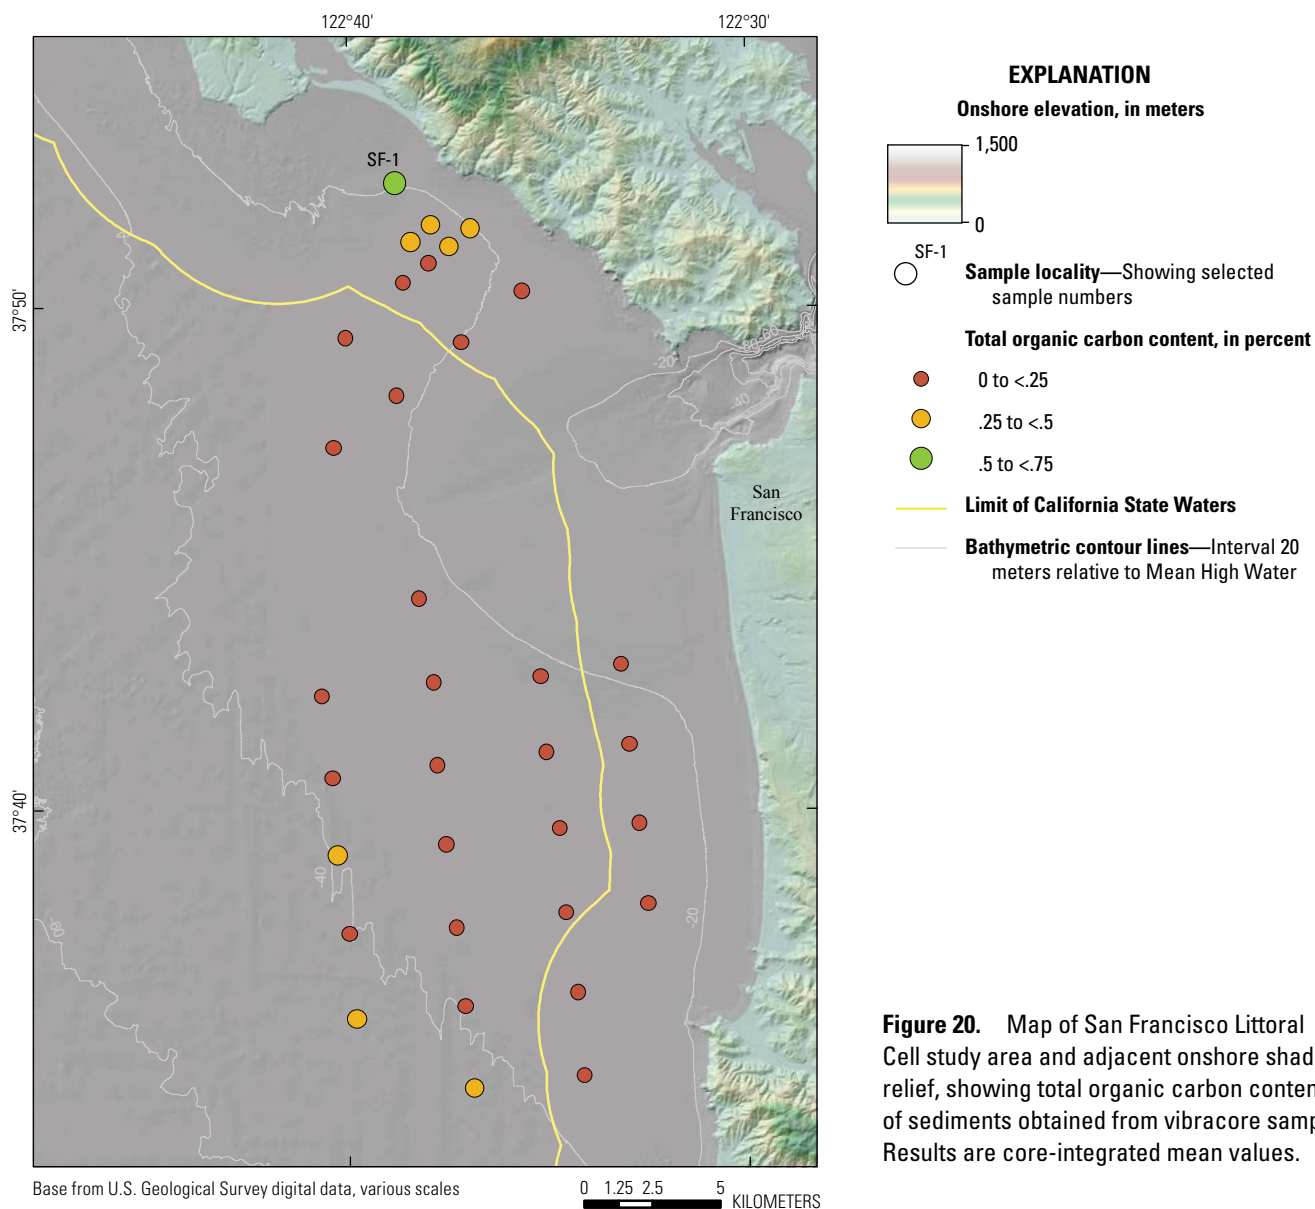 122°40'
122°30'
SF-1
37°50'
-20
-80
-60
-40
San
Francisco
37°40'
-40
-60
-20
Base from U.S. Geological Survey digital data, various scales
0 1.25 2.5 5
KILOMETERS
EXPLANATION
Onshore elevation, in meters
1,500
0
SF-1
Sample locality—Showing selected
sample numbers
Total organic carbon content, in percent
0 to <.25
.25 to <.5
.5 to <.75
Limit of California State Waters
Bathymetric contour lines—Interval 20
meters relative to Mean High Water
Figure 20. Map of San Francisco Littoral
Cell study area and adjacent onshore shad
relief, showing total organic carbon conten
of sediments obtained from vibracore samp
Results are core-integrated mean values.